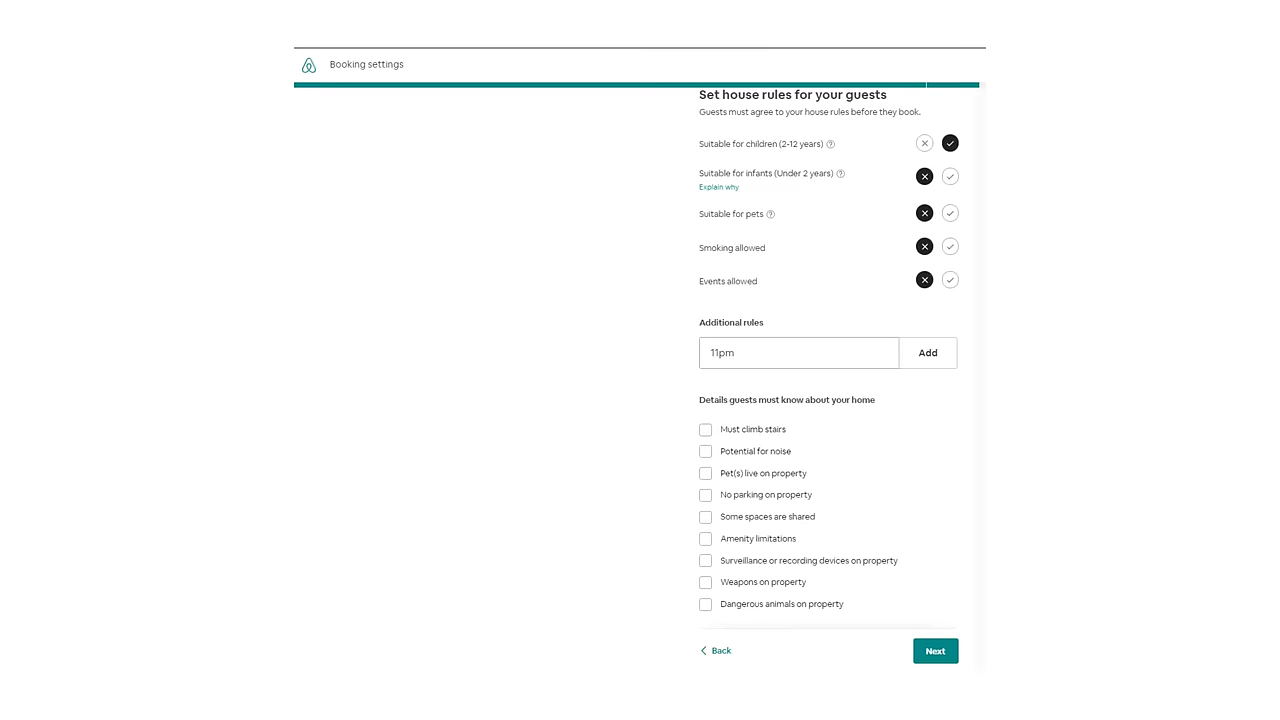 Booking settings
Set house rules for your guests
Guests must agree to your house rules before they book.
Suitable for children (2-12 years)
Suitable for infants (Under 2 years)
Explain why
Suitable for pets
Smoking allowed
Events allowed
Additional rules
11pm Add
Details guests must know about your home
Must climb stairs
Potential for noise
Pet(s) live on property
No parking on property
Some spaces are shared
Amenity limitations
Surveillance or recording devices on property
Weapons on property
Dangerous animals on property
Back Next